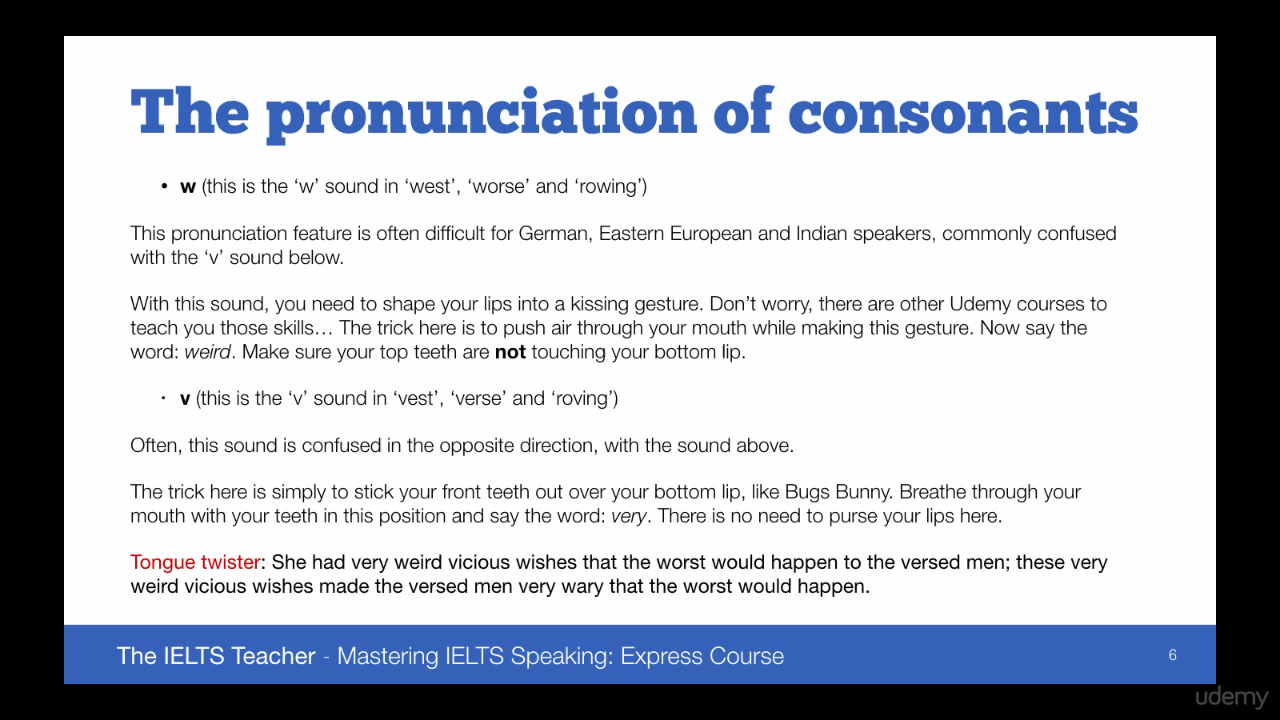 The pronunciation of consonants
• w (this is the ‘w’ sound in ‘west’, ‘worse’ and ‘rowing’)
This pronunciation feature is often difficult for German, Eastern European and Indian speakers, commonly confused
with the ‘v’ sound below.
With this sound, you need to shape your lips into a kissing gesture. Don’t worry, there are other Udemy courses to
teach you those skills… The trick here is to push air through your mouth while making this gesture. Now say the
word: weird. Make sure your top teeth are not touching your bottom lip.
• v (this is the ‘v’ sound in ‘vest’, ‘verse’ and ‘roving’)
Often, this sound is confused in the opposite direction, with the sound above.
The trick here is simply to stick your front teeth out over your bottom lip, like Bugs Bunny. Breathe through your
mouth with your teeth in this position and say the word: very. There is no need to purse your lips here.
Tongue twister: She had very weird vicious wishes that the worst would happen to the versed men; these very
weird vicious wishes made the versed men very wary that the worst would happen.
The IELTS Teacher - Mastering IELTS Speaking: Express Course
6
udemy